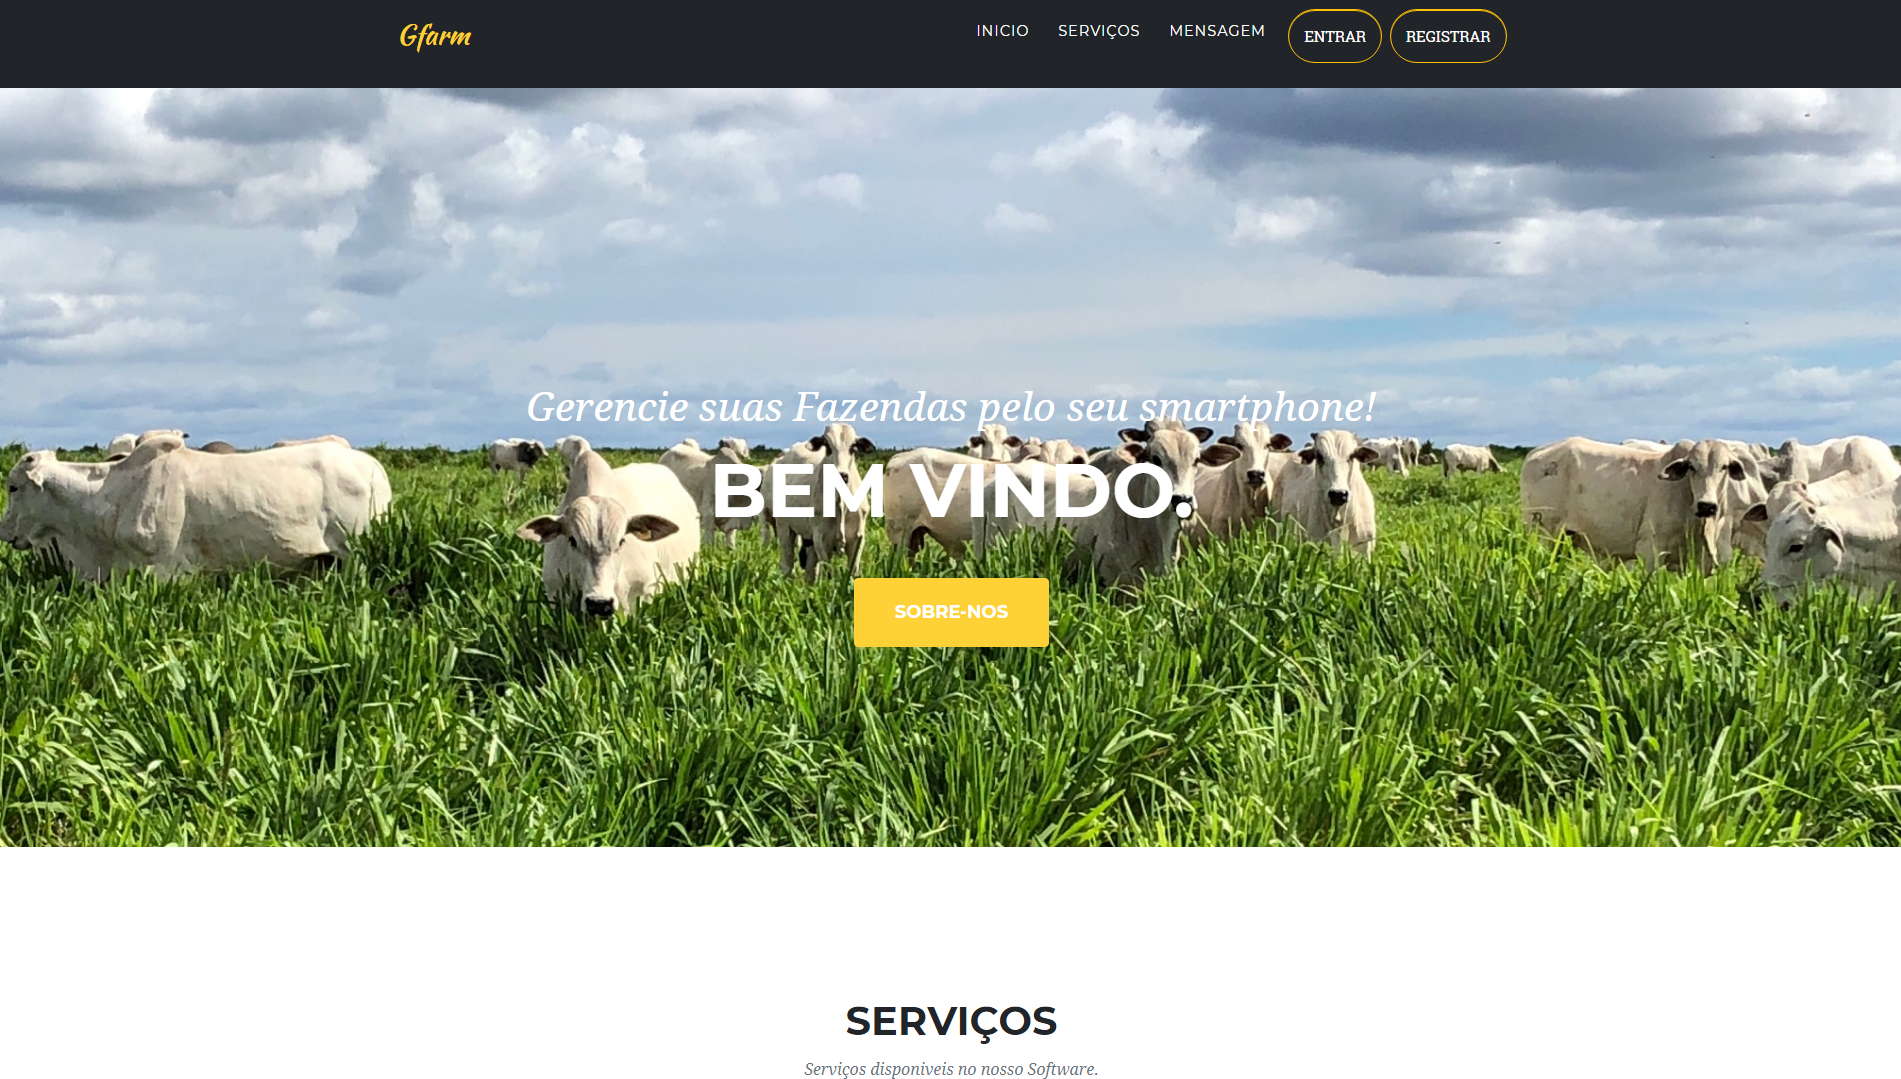 Gfarm
INICIO SERVIÇOS MENSAGEM ENTRAR REGISTRAR
Gerencie suas Fazendas pelo seu smartphone!
BEM VINDO.
SOBRE-NOS
SERVIÇOS
Serviços disponiveis no nosso Software.